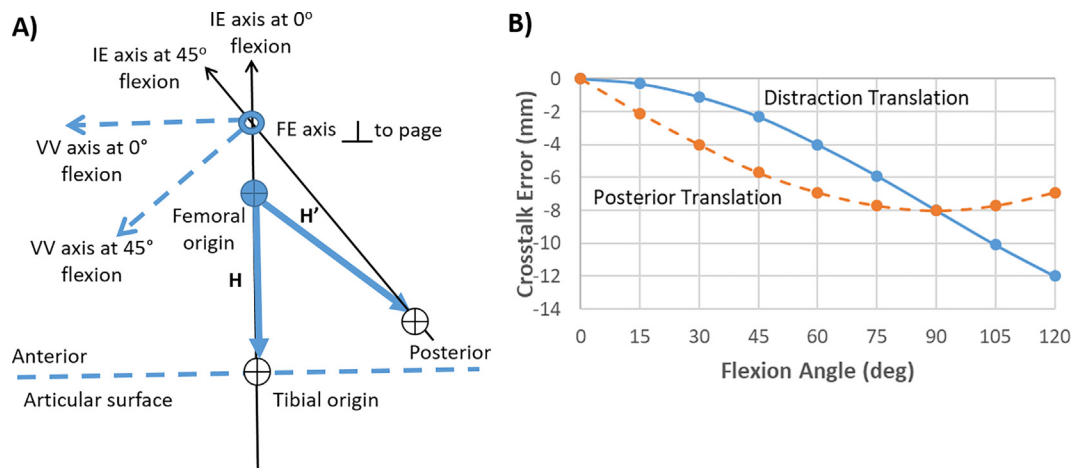 A)
IE axis at 0º
flexion
IE axis at 45º
flexion
FE axis ⊥ to page
VV axis at 0°
flexion
Femoral
origin
H'
VV axis at 45°
flexion
H
Posterior
Anterior
Articular surface
Tibial origin
B)
Crosstalk Error (mm)
0
-2
-4
-6
-8
-10
-12
-14
Distraction Translation
Posterior Translation
0 15 30 45 60 75 90 105 120
Flexion Angle (deg)